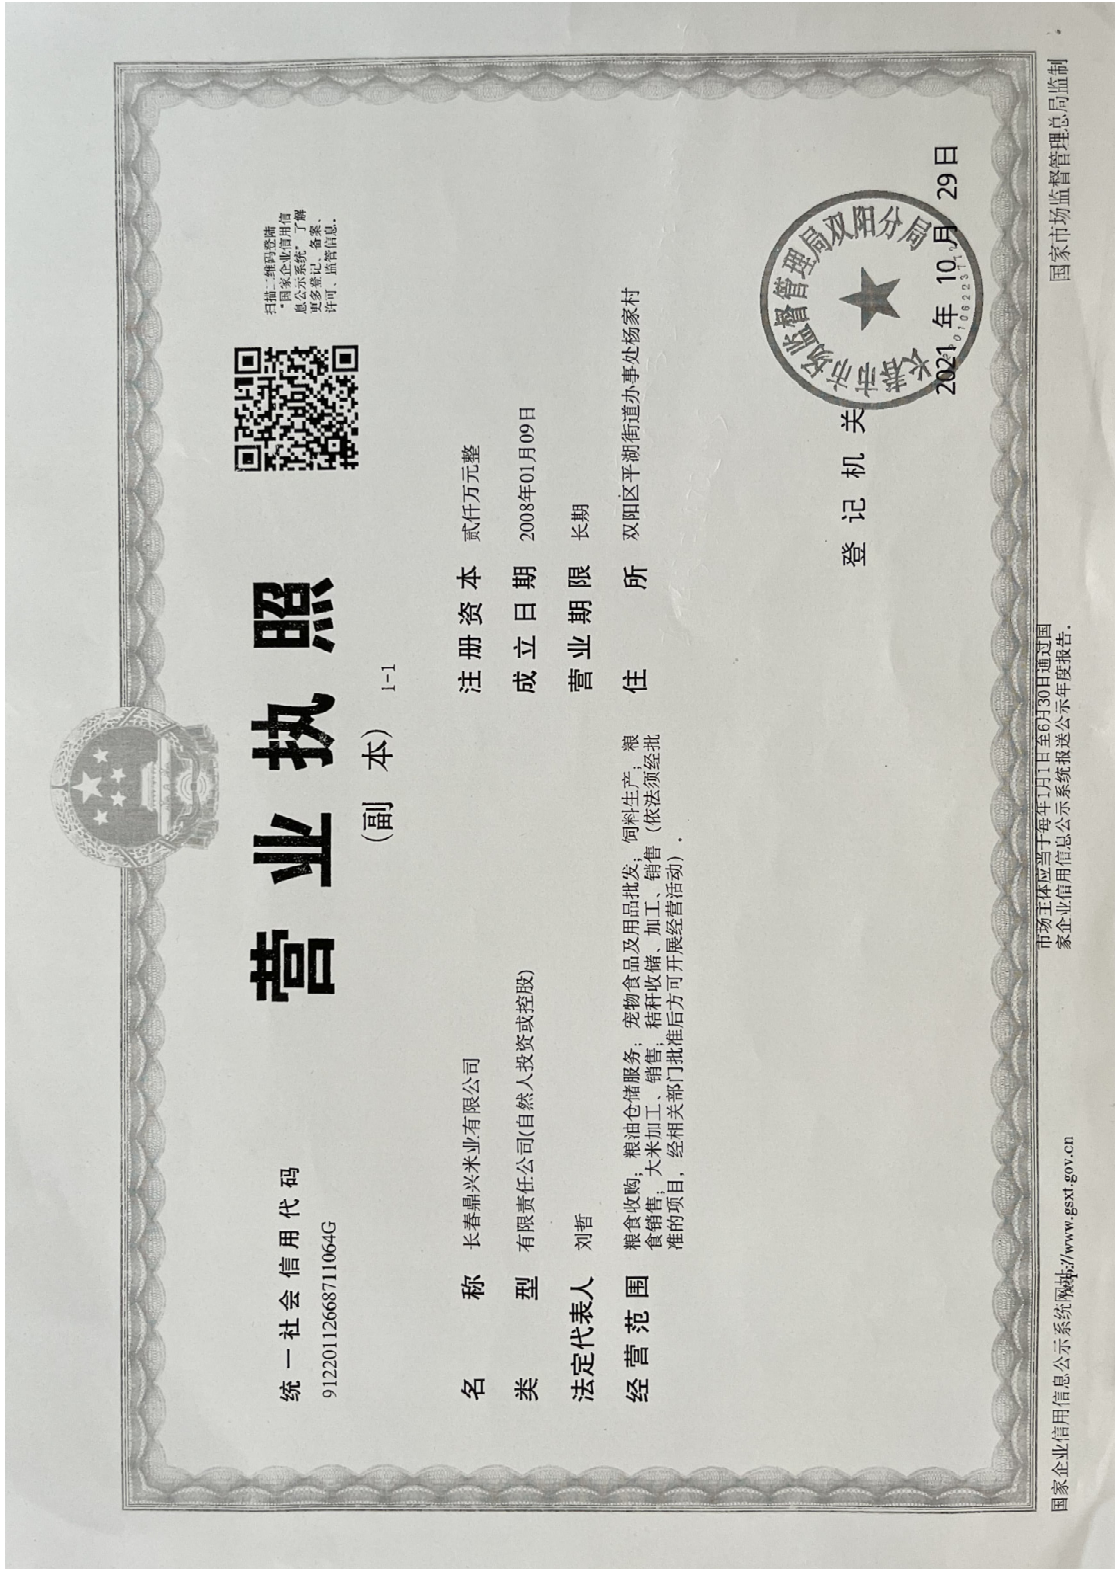 营业执照
(副 本)
1-1
统一社会信用代码
91220112668711064G
扫描二维码登陆
“国家企业信用信
息公示系统”了解
更多登记、备案、
许可、监管信息。
名 称 长春鼎兴米业有限公司
类 型 有限责任公司(自然人投资或控股)
法定代表人 刘哲
经营范围 粮食收购；粮油仓储服务；宠物食品及用品批发；饲料生产；粮
食销售；大米加工、销售；秸秆收储、加工、销售（依法须经批
准的项目，经相关部门批准后方可开展经营活动）。
注册资本 贰仟万元整
成立日期 2008年01月09日
营业期限 长期
住 所 双阳区平湖街道办事处杨家村
登记机关
长春市市场监督管理局双阳分局
2021 年 10 月 29 日
国家企业信用信息公示系统网址:http://www.gsxt.gov.cn
市场主体应当于每年1月1日至6月30日通过国
家企业信用信息公示系统报送公示年度报告。
国家市场监督管理总局监制